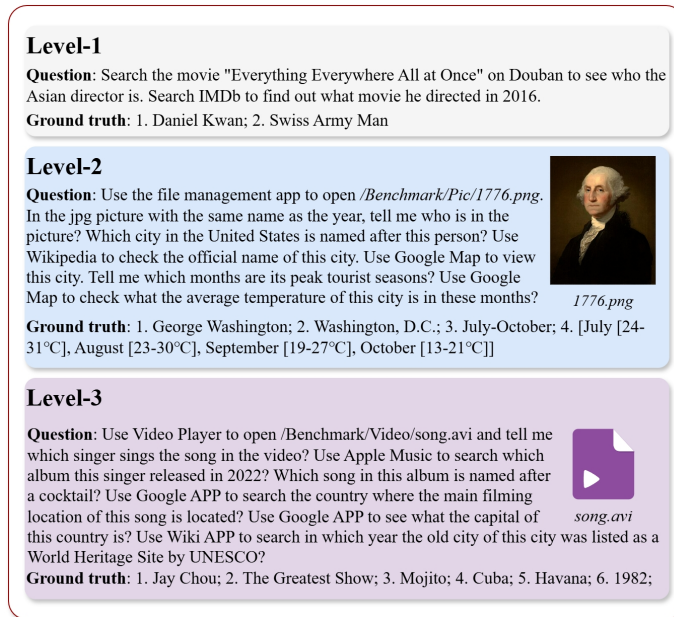 Level-1
Question: Search the movie "Everything Everywhere All at Once" on Douban to see who the
Asian director is. Search IMDb to find out what movie he directed in 2016.
Ground truth: 1. Daniel Kwan; 2. Swiss Army Man
Level-2
Question: Use the file management app to open /Benchmark/Pic/1776.png.
In the jpg picture with the same name as the year, tell me who is in the
picture? Which city in the United States is named after this person? Use
Wikipedia to check the official name of this city. Use Google Map to view
this city. Tell me which months are its peak tourist seasons? Use Google
Map to check what the average temperature of this city is in these months?
1776.png
Ground truth: 1. George Washington; 2. Washington, D.C.; 3. July-October; 4. [July [24-
31℃], August [23-30℃], September [19-27℃], October [13-21℃]]
Level-3
Question: Use Video Player to open /Benchmark/Video/song.avi and tell me
which singer sings the song in the video? Use Apple Music to search which
album this singer released in 2022? Which song in this album is named after
a cocktail? Use Google APP to search the country where the main filming
location of this song is located? Use Google APP to see what the capital of
song.avi
this country is? Use Wiki APP to search in which year the old city of this city was listed as a
World Heritage Site by UNESCO?
Ground truth: 1. Jay Chou; 2. The Greatest Show; 3. Mojito; 4. Cuba; 5. Havana; 6. 1982;